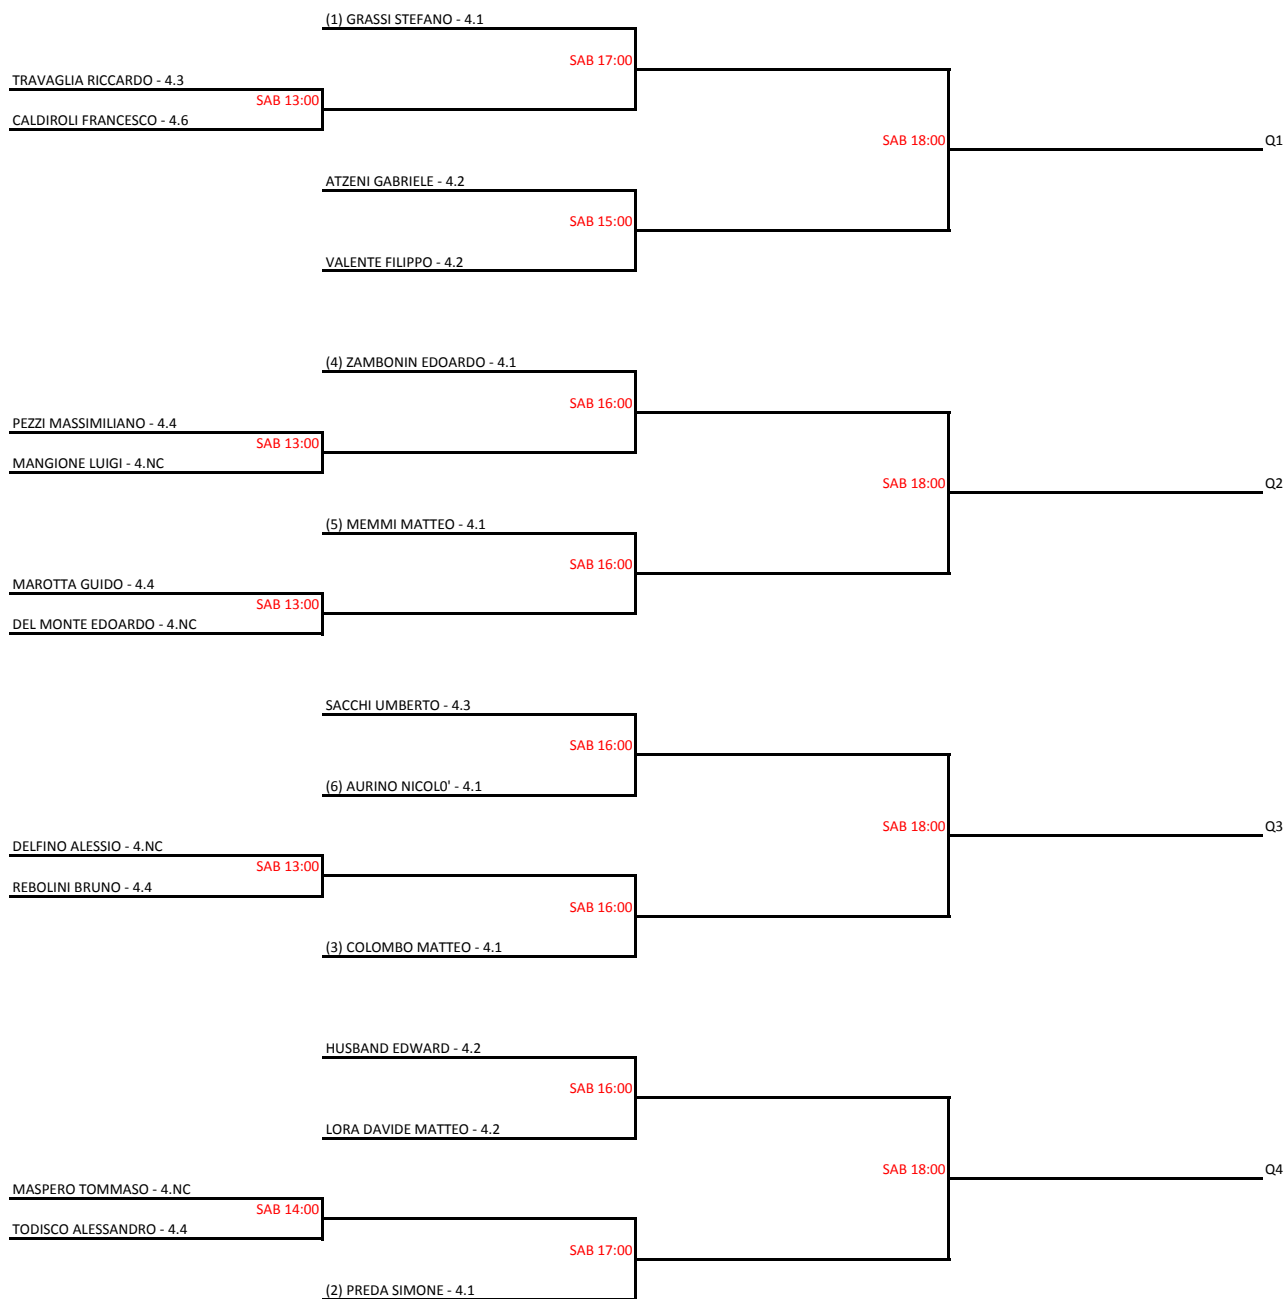 (1) GRASSI STEFANO - 4.1
SAB 17:00
TRAVAGLIA RICCARDO - 4.3
SAB 13:00
CALDIROLI FRANCESCO - 4.6
SAB 18:00
Q1
ATZENI GABRIELE - 4.2
SAB 15:00
VALENTE FILIPPO - 4.2
(4) ZAMBONIN EDOARDO - 4.1
SAB 16:00
PEZZI MASSIMILIANO - 4.4
SAB 13:00
MANGIONE LUIGI - 4.NC
SAB 18:00
Q2
(5) MEMMI MATTEO - 4.1
SAB 16:00
MAROTTA GUIDO - 4.4
SAB 13:00
DEL MONTE EDOARDO - 4.NC
SACCHI UMBERTO - 4.3
SAB 16:00
(6) AURINO NICOL0' - 4.1
SAB 18:00
Q3
DELFINO ALESSIO - 4.NC
SAB 13:00
REBOLINI BRUNO - 4.4
SAB 16:00
(3) COLOMBO MATTEO - 4.1
HUSBAND EDWARD - 4.2
SAB 16:00
LORA DAVIDE MATTEO - 4.2
SAB 18:00
Q4
MASPERO TOMMASO - 4.NC
SAB 14:00
TODISCO ALESSANDRO - 4.4
SAB 17:00
(2) PREDA SIMONE - 4.1